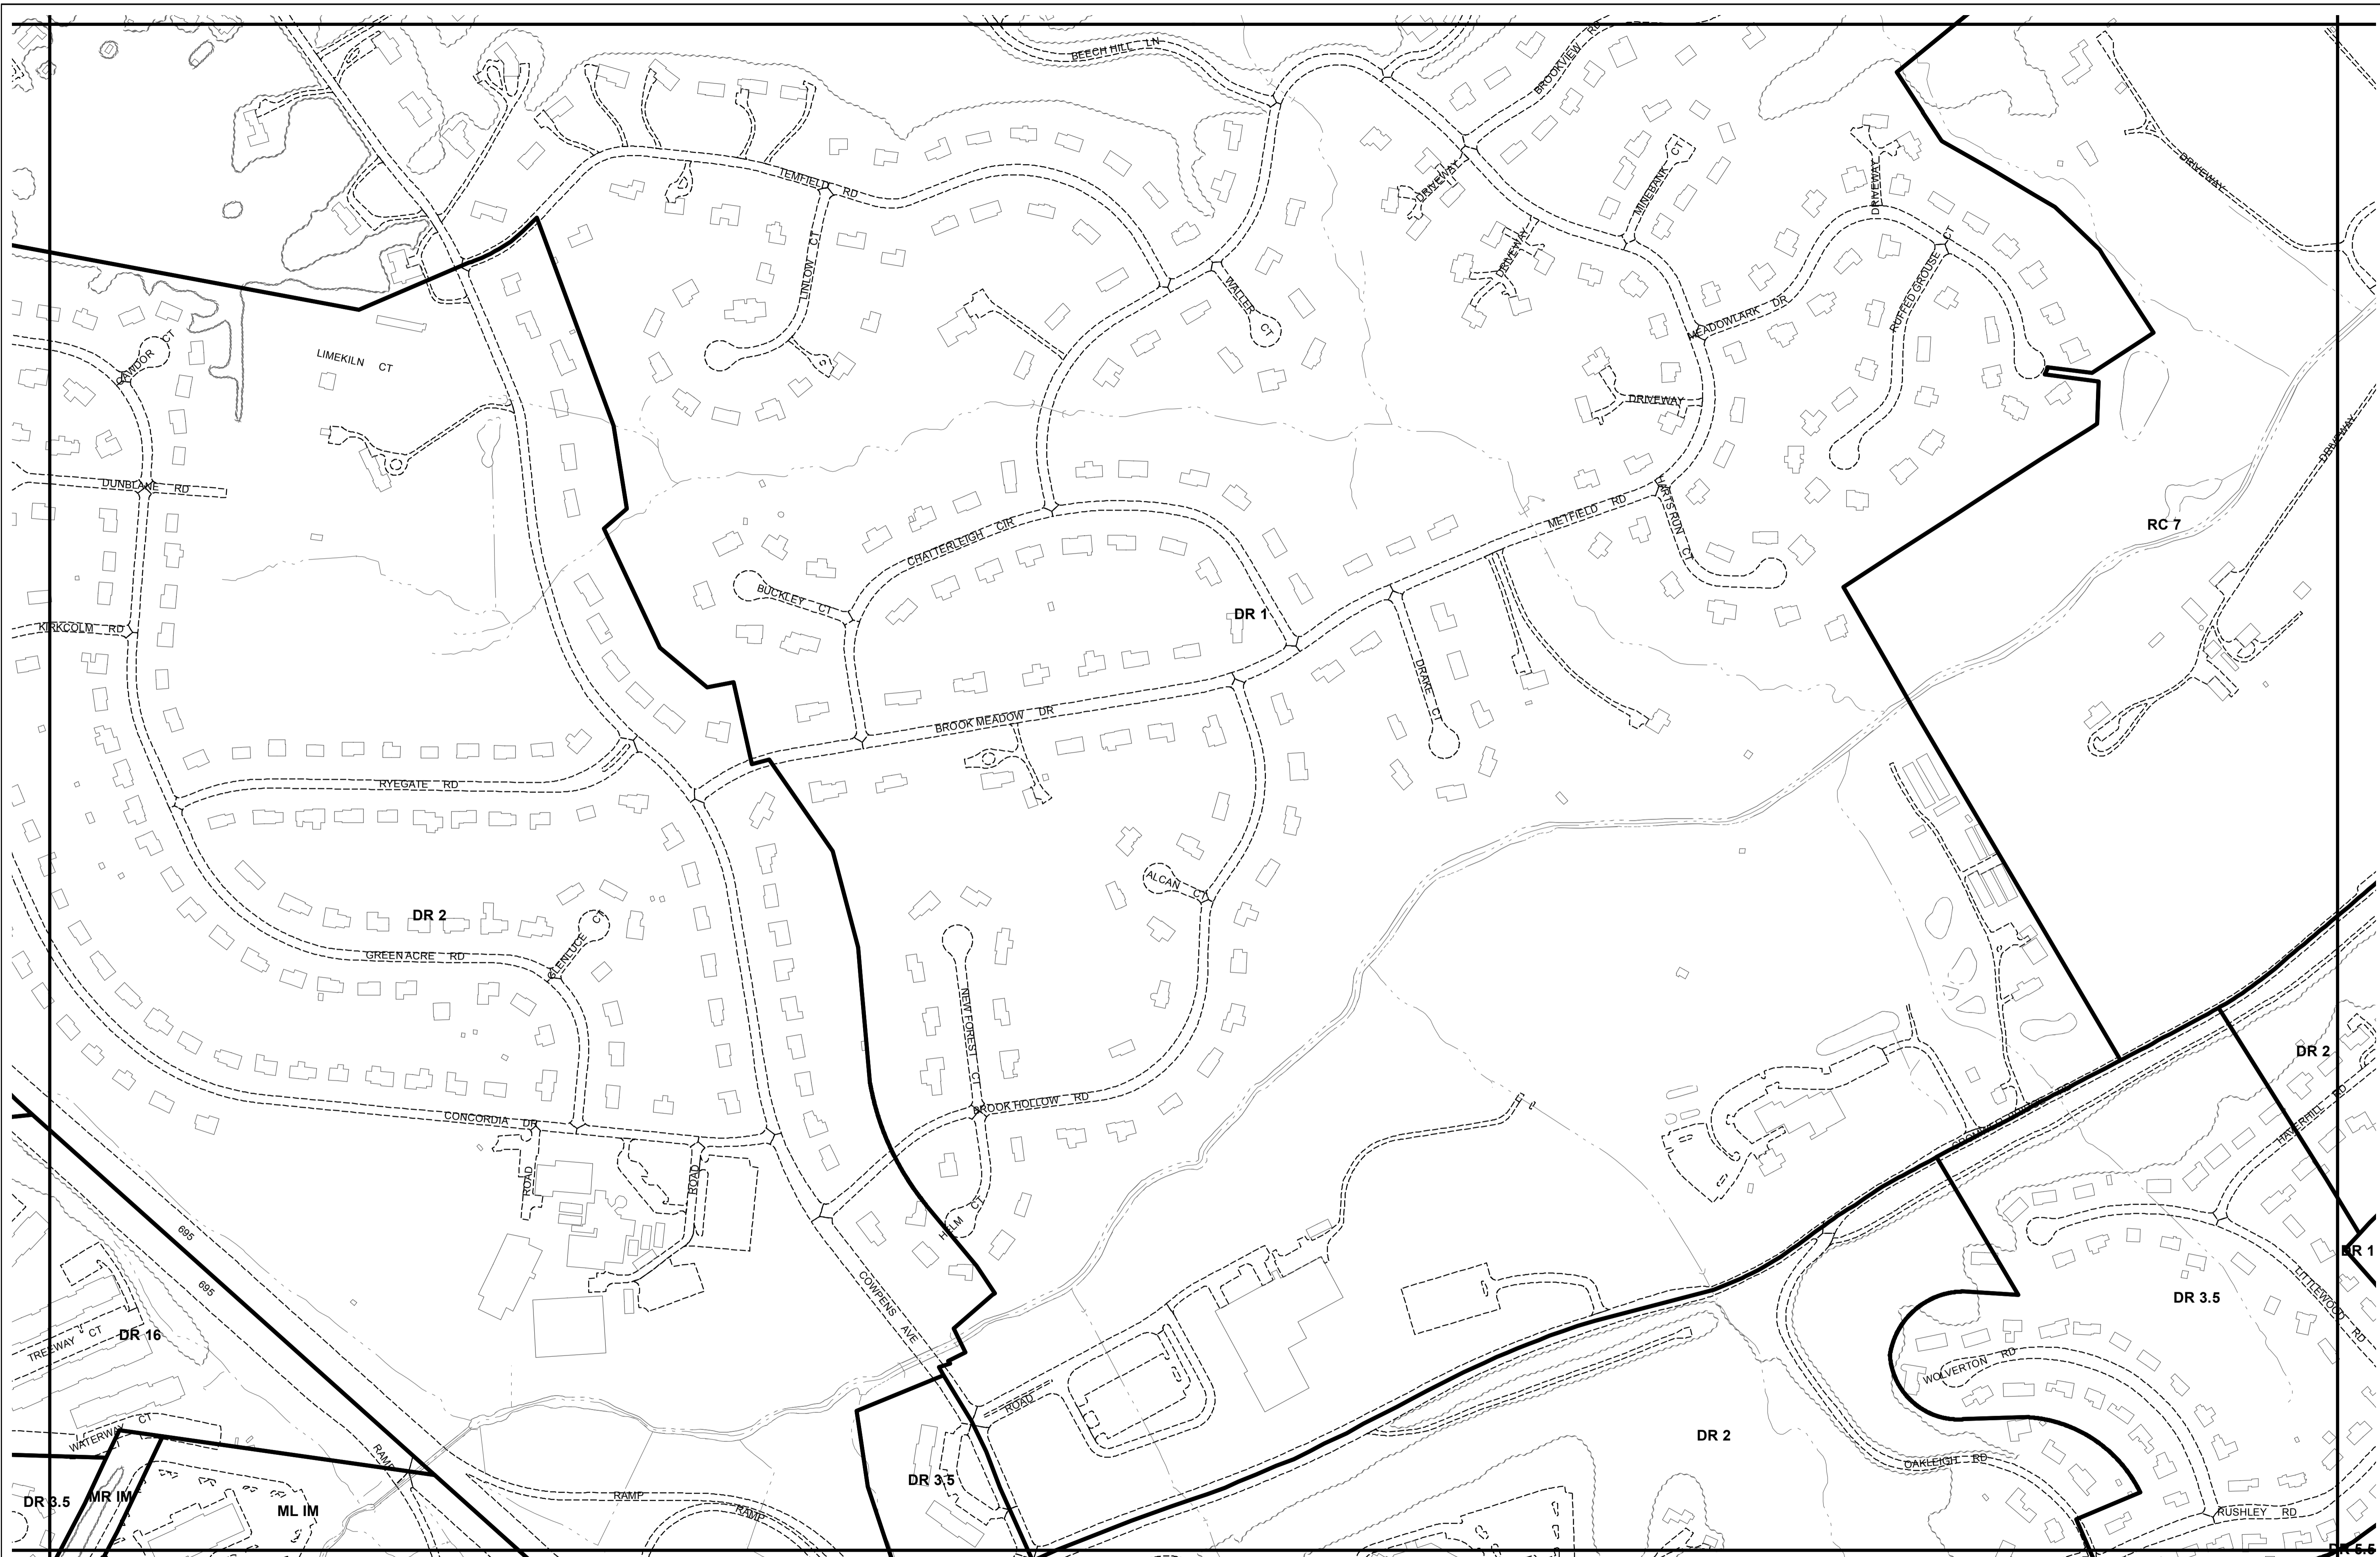 BEECH HILL LN
BROOKVIEW RD
TEMFIELD RD
DRIVEWAY
MINEBANK CT
DRIVEWAY
DRIVEWAY
LINLOW CT
DRIVEWAY
WALLER CT
RUFFED GROUSE CT
MEADOWLARK DR
CAWDOR CT
LIMEKILN CT
DRIVEWAY
DRIVEWAY
DUNBLANE RD
METFIELD RD
HARTS RUN CT
RC 7
CHATTERLEIGH CIR
BUCKLEY CT
DR 1
KIRKCOLM RD
DRAKE CT
BROOK MEADOW DR
RYEGATE RD
ALCAN CT
DR 2
GLENLUCE CT
GREEN ACRE RD
NEW FOREST CT
DR 2
BROOK HOLLOW RD
CONCORDIA DR
HAVERHILL RD
ROAD
ROAD
HELM CT
695
695
DR 1
COWPENS AVE
DR 3.5
LITTLEWOOD RD
TREEWAY CT
DR 16
WOLVERTON RD
ROAD
WATERWAY CT
DR 2
RAMP
OAKLEIGH RD
DR 3.5
DR 3.5
MR IM
ML IM
RAMP
RAMP
RUSHLEY RD
DR 5.5